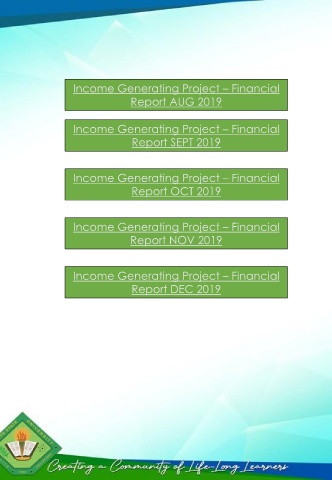 Income Generating Project – Financial
Report AUG 2019
Income Generating Project – Financial
Report SEPT 2019
Income Generating Project – Financial
Report OCT 2019
Income Generating Project – Financial
Report NOV 2019
Income Generating Project – Financial
Report DEC 2019
Creating a Community of Life-Long Learners